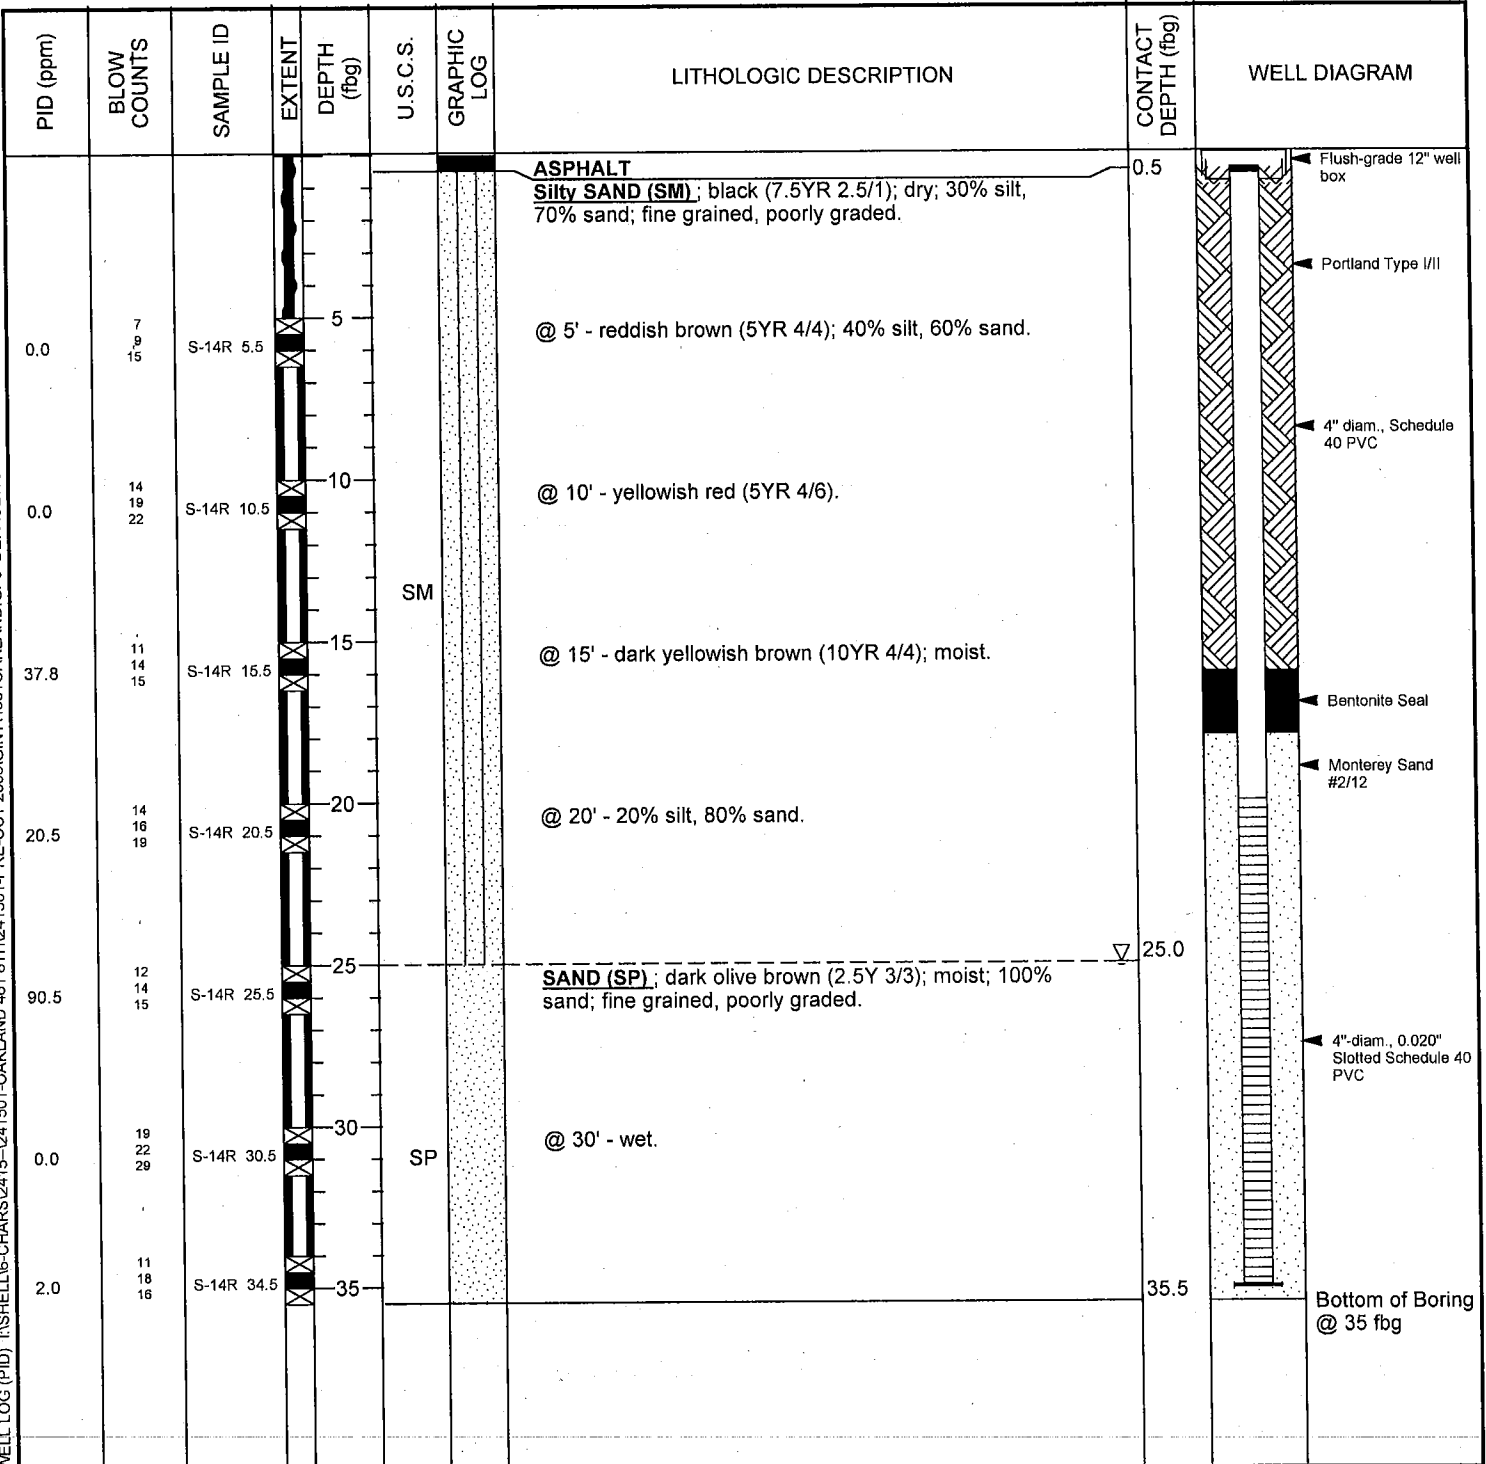 PID (ppm)
BLOW
COUNTS
SAMPLE ID
EXTENT
DEPTH
(fbg)
U.S.C.S.
GRAPHIC
LOG
LITHOLOGIC DESCRIPTION
CONTACT
DEPTH (fbg)
WELL DIAGRAM
ASPHALT
0.5
Flush-grade 12" well
box
Silty SAND (SM) ; black (7.5YR 2.5/1); dry; 30% silt,
70% sand; fine grained, poorly graded.
Portland Type I/II
0.0
7
9
15
S-14R 5.5
5
@ 5' - reddish brown (5YR 4/4); 40% silt, 60% sand.
4" diam., Schedule
40 PVC
0.0
14
19
22
S-14R 10.5
10
@ 10' - yellowish red (5YR 4/6).
SM
37.8
11
14
15
S-14R 15.5
15
@ 15' - dark yellowish brown (10YR 4/4); moist.
Bentonite Seal
Monterey Sand
#2/12
20.5
14
16
19
S-14R 20.5
20
@ 20' - 20% silt, 80% sand.
25.0
90.5
12
14
15
S-14R 25.5
25
SAND (SP) ; dark olive brown (2.5Y 3/3); moist; 100%
sand; fine grained, poorly graded.
4"-diam., 0.020"
Slotted Schedule 40
PVC
0.0
19
22
29
S-14R 30.5
30
SP
@ 30' - wet.
2.0
11
18
16
S-14R 34.5
35
35.5
Bottom of Boring
@ 35 fbg
WELL LOG (PID)